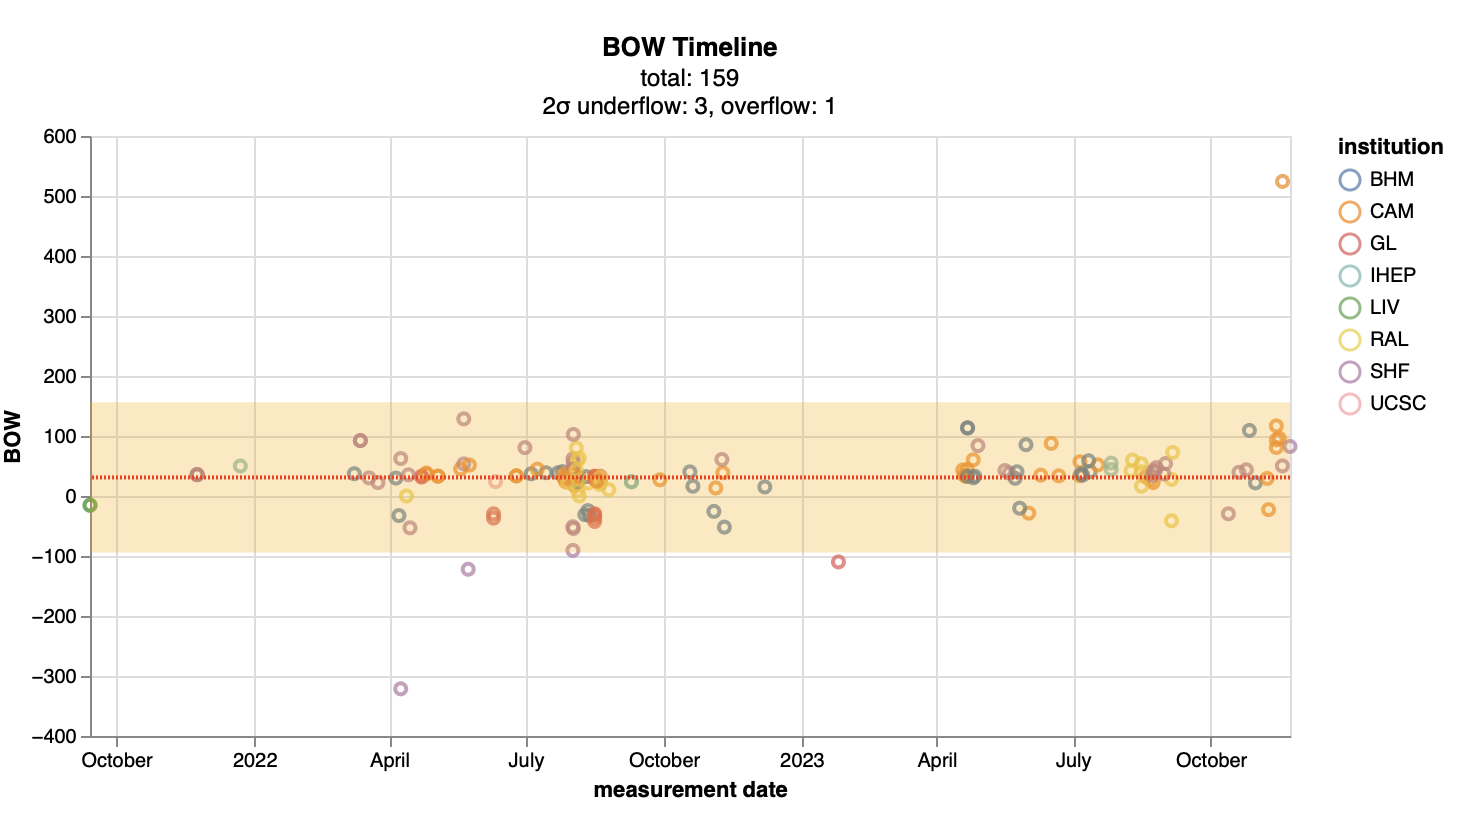 BOW Timeline
total: 159
2σ underflow: 3, overflow: 1
600
500
400
300
200
100
0
−100
−200
−300
−400
BOW
October
2022
April
July
October
2023
April
July
October
measurement date
institution
BHM
CAM
GL
IHEP
LIV
RAL
SHF
UCSC